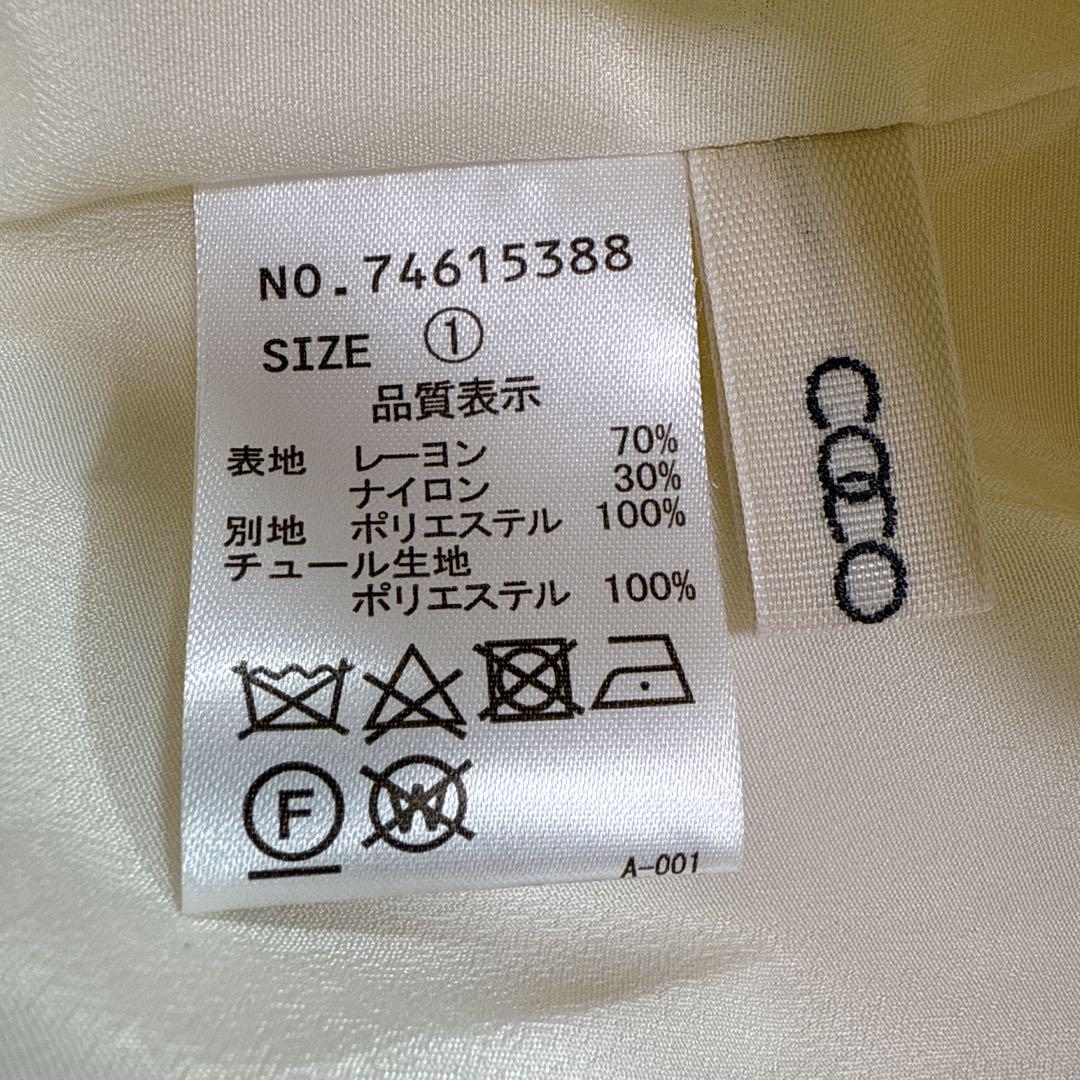 NO.74615388
SIZE ①
品質表示
表地 レーヨン 70%
ナイロン 30%
別地 ポリエステル 100%
チュール生地
ポリエステル 100%
F
W
A-001